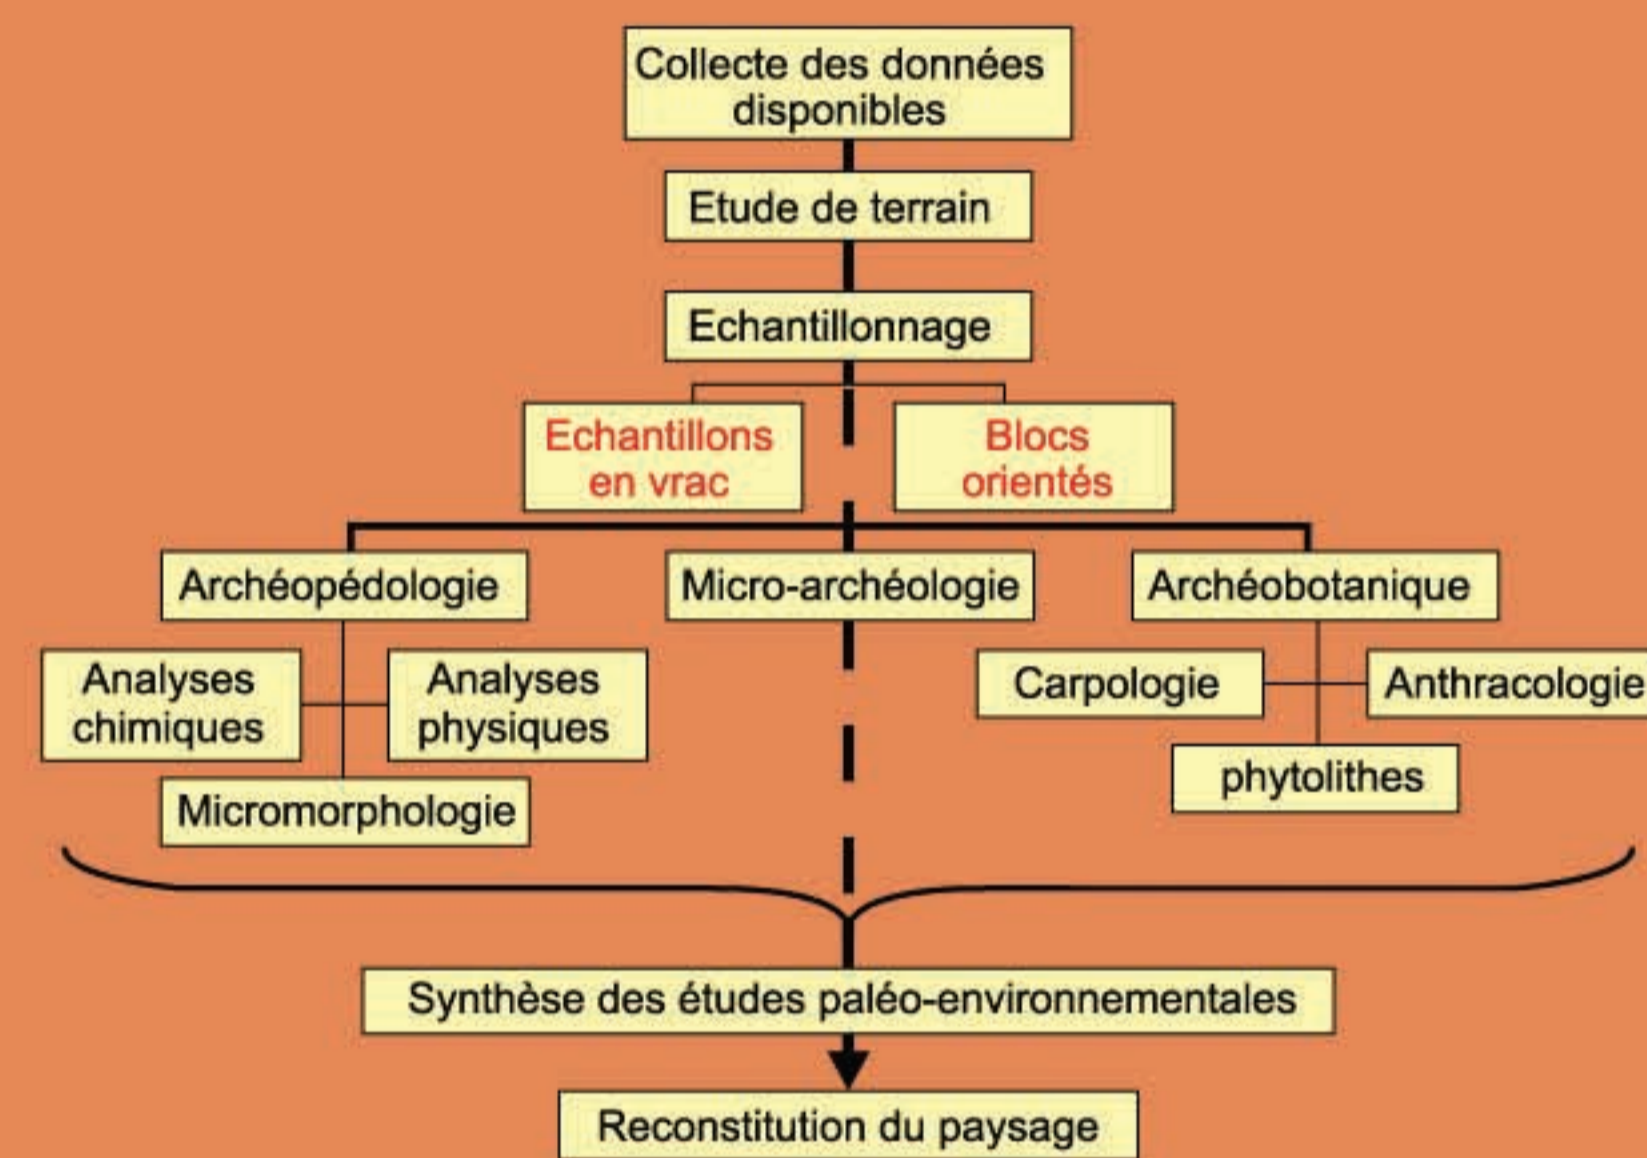 Collecte des données
disponibles
Etude de terrain
Echantillonnage
Echantillons
en vrac
Blocs
orientés
Archéopédologie
Micro-archéologie
Archéobotanique
Analyses
chimiques
Analyses
physiques
Carpologie
Anthracologie
Micromorphologie
phytolithes
Synthèse des études paléo-environnementales
Reconstitution du paysage